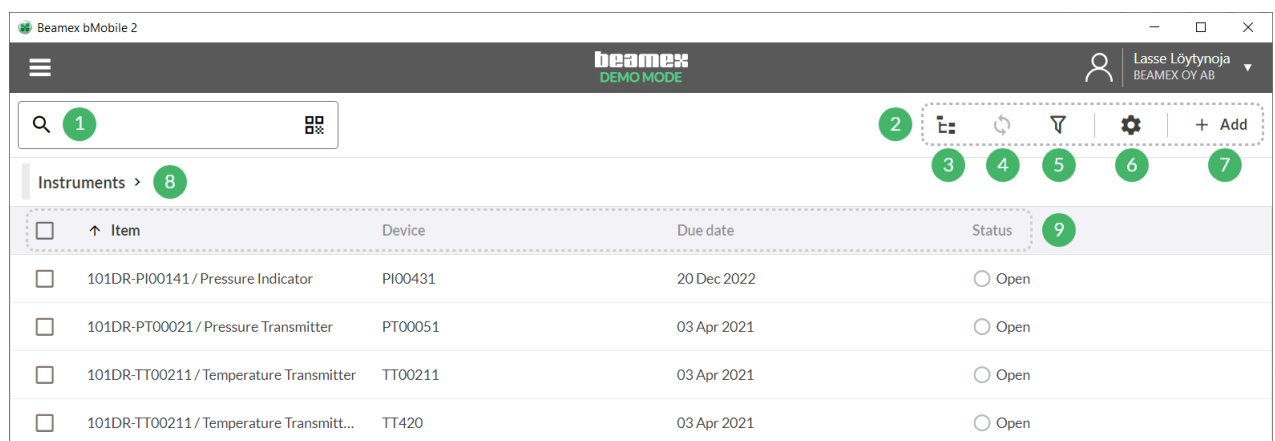 Beamex bMobile 2
beamex
DEMO MODE
Lasse Löytynoja
BEAMEX OY AB
1
2
+ Add
3
4
5
6
7
Instruments > 8
Item Device Due date Status 9
101DR-PI00141 / Pressure Indicator PI00431 20 Dec 2022 Open
101DR-PT00021 / Pressure Transmitter PT00051 03 Apr 2021 Open
101DR-TT00211 / Temperature Transmitter TT00211 03 Apr 2021 Open
101DR-TT00211 / Temperature Transmitt... TT420 03 Apr 2021 Open